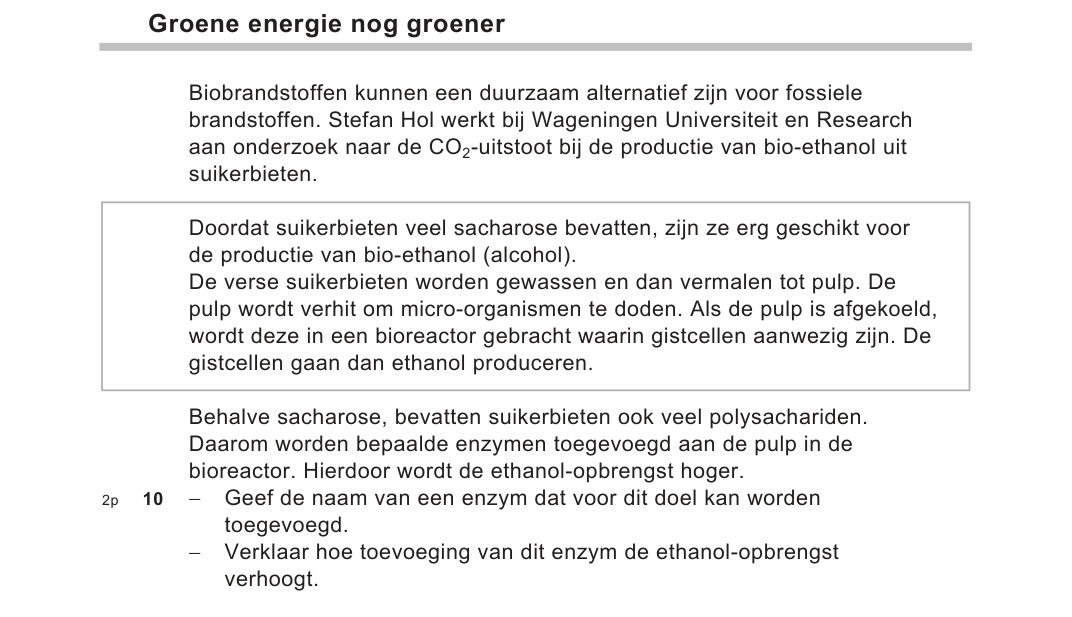 Groene energie nog groener
Biobrandstoffen kunnen een duurzaam alternatief zijn voor fossiele
brandstoffen. Stefan Hol werkt bij Wageningen Universiteit en Research
aan onderzoek naar de CO₂-uitstoot bij de productie van bio-ethanol uit
suikerbieten.
Doordat suikerbieten veel sacharose bevatten, zijn ze erg geschikt voor
de productie van bio-ethanol (alcohol).
De verse suikerbieten worden gewassen en dan vermalen tot pulp. De
pulp wordt verhit om micro-organismen te doden. Als de pulp is afgekoeld,
wordt deze in een bioreactor gebracht waarin gistcellen aanwezig zijn. De
gistcellen gaan dan ethanol produceren.
Behalve sacharose, bevatten suikerbieten ook veel polysachariden.
Daarom worden bepaalde enzymen toegevoegd aan de pulp in de
bioreactor. Hierdoor wordt de ethanol-opbrengst hoger.
2p 10 – Geef de naam van een enzym dat voor dit doel kan worden
toegevoegd.
– Verklaar hoe toevoeging van dit enzym de ethanol-opbrengst
verhoogt.